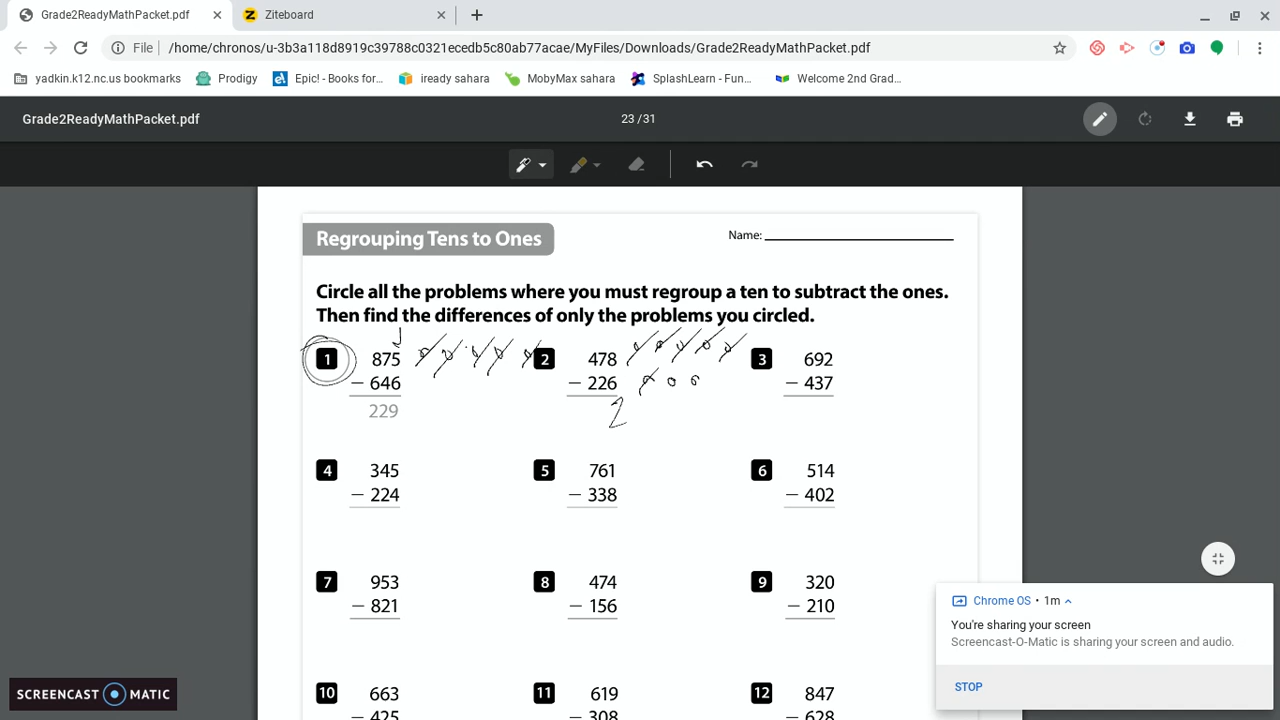 Grade2ReadyMathPacket.pdf
Ziteboard
File /home/chronos/u-3b3a118d8919c39788c0321ecedb5c80ab77acae/MyFiles/Downloads/Grade2ReadyMathPacket.pdf
yadkin.k12.nc.us bookmarks Prodigy Epic! - Books for... iready sahara MobyMax sahara SplashLearn - Fun... Welcome 2nd Grad...
Grade2ReadyMathPacket.pdf 23 / 31
Regrouping Tens to Ones Name:
Circle all the problems where you must regroup a ten to subtract the ones.
Then find the differences of only the problems you circled.
1 875 2 478 3 692
− 646 − 226 − 437
229 2
4 345 5 761 6 514
− 224 − 338 − 402
7 953 8 474 9 320
− 821 − 156 − 210
Chrome OS • 1m
You're sharing your screen
Screencast-O-Matic is sharing your screen and audio.
STOP
10 663 11 619 12 847
− 425 − 308 − 628
SCREENCAST MATIC